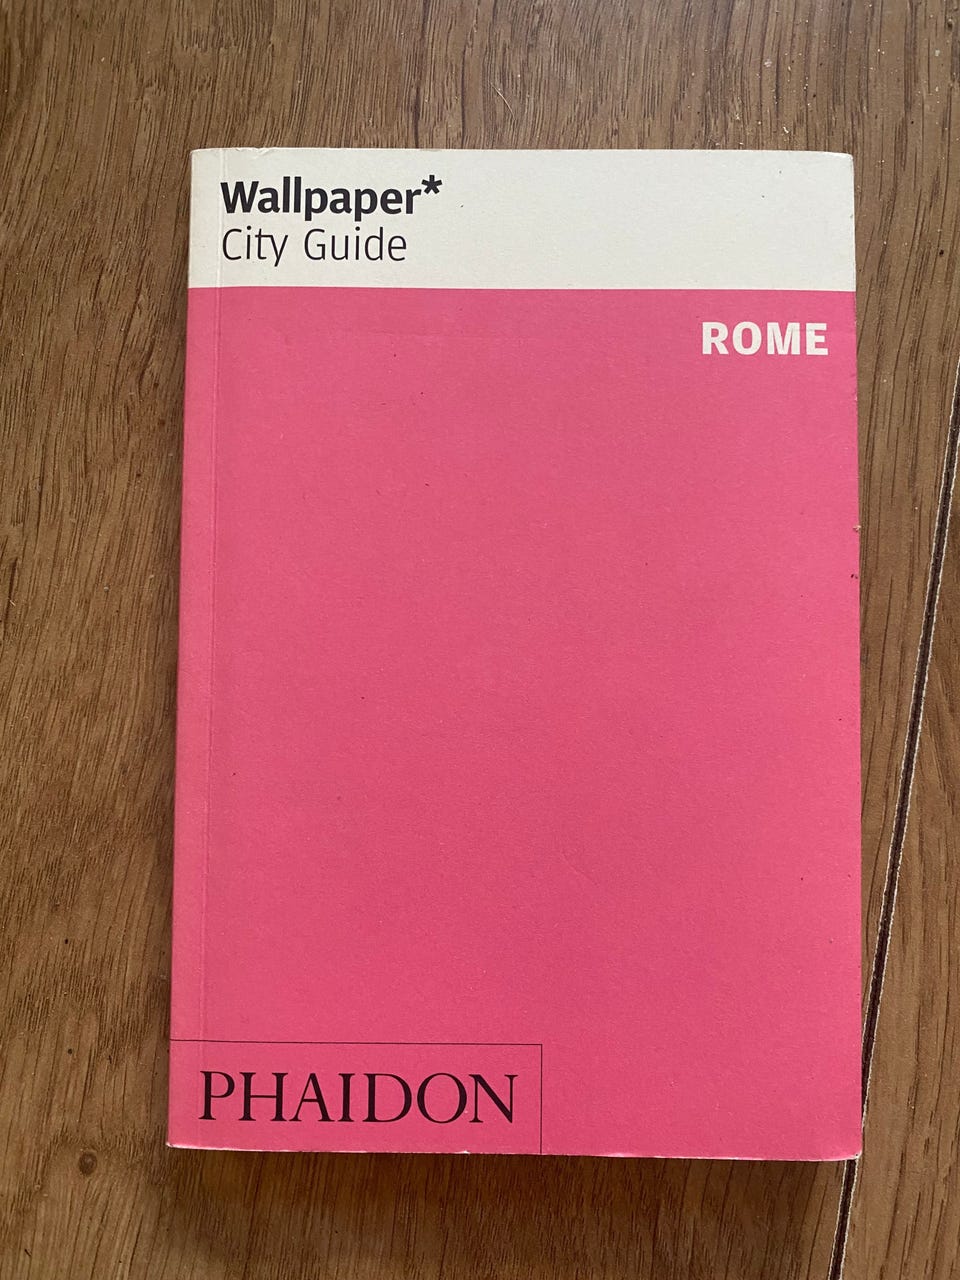 Wallpaper*
City Guide
ROME
PHAIDON